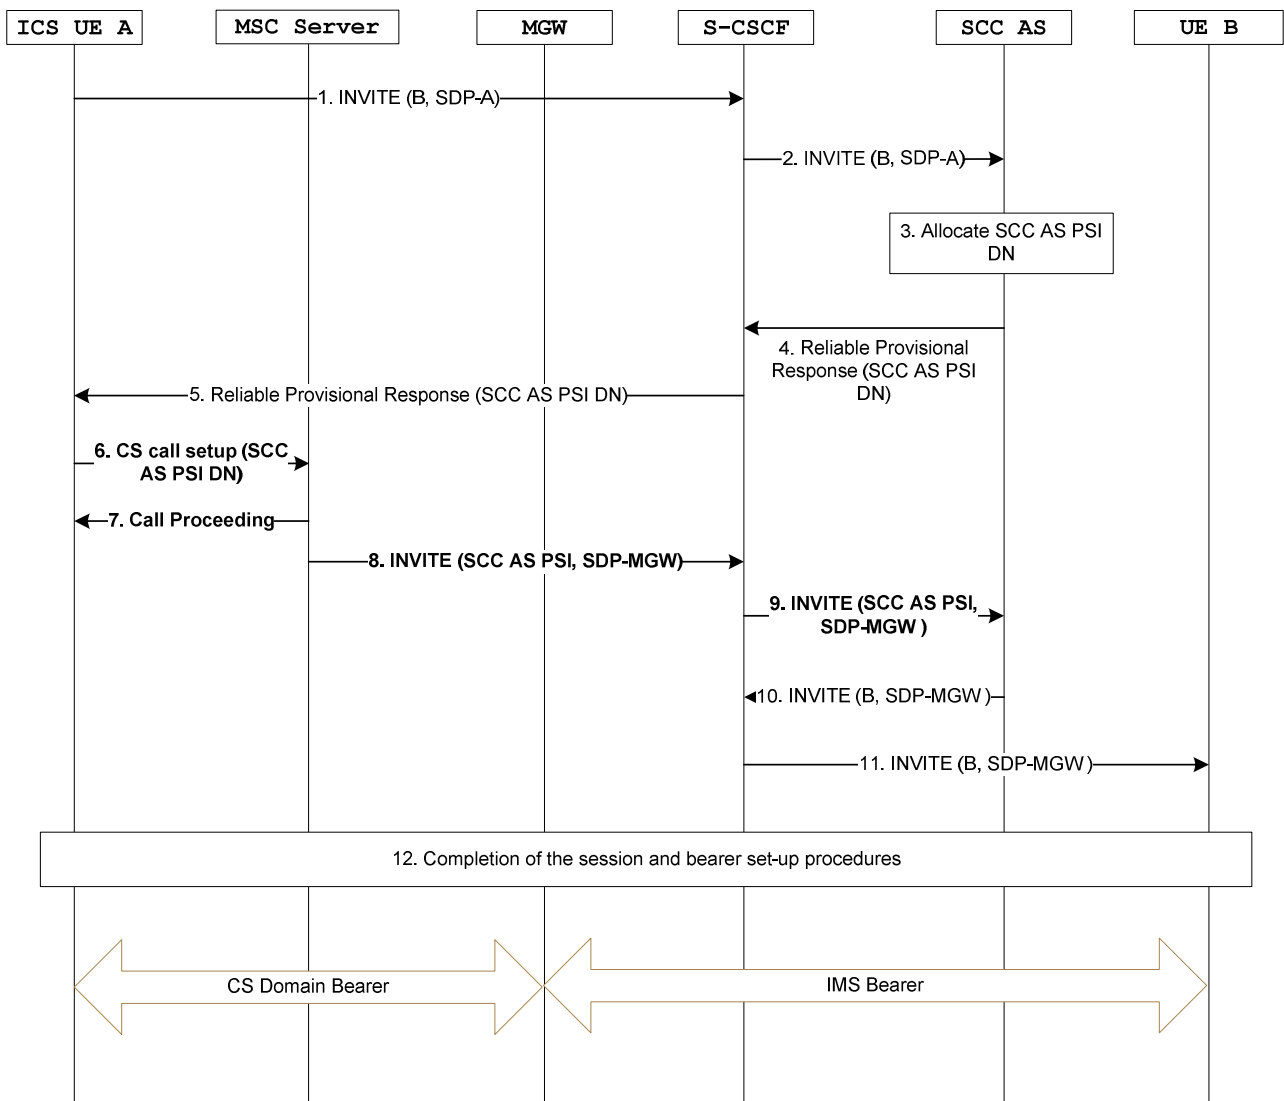 ICS UE A
MSC Server
MGW
S-CSCF
SCC AS
UE B
1. INVITE (B, SDP-A)
2. INVITE (B, SDP-A)
3. Allocate SCC AS PSI
DN
4. Reliable Provisional
Response (SCC AS PSI
DN)
5. Reliable Provisional Response (SCC AS PSI DN)
6. CS call setup (SCC
AS PSI DN)
7. Call Proceeding
8. INVITE (SCC AS PSI, SDP-MGW)
9. INVITE (SCC AS PSI,
SDP-MGW )
10. INVITE (B, SDP-MGW )
11. INVITE (B, SDP-MGW )
12. Completion of the session and bearer set-up procedures
CS Domain Bearer
IMS Bearer